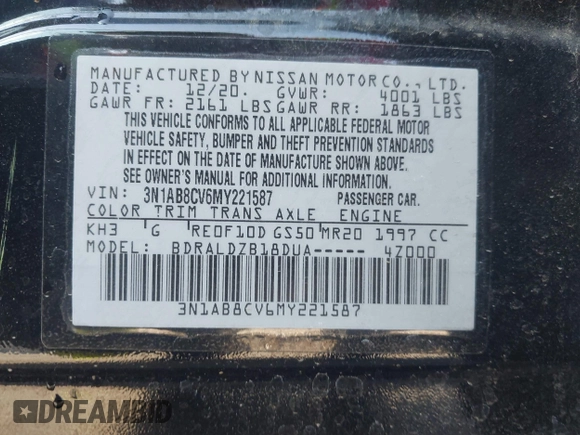 MANUFACTURED BY NISSAN MOTOR CO., LTD.
DATE: 12/20. GVWR: 4001 LBS
GAWR FR: 2161 LBS GAWR RR: 1863 LBS
THIS VEHICLE CONFORMS TO ALL APPLICABLE FEDERAL MOTOR
VEHICLE SAFETY, BUMPER AND THEFT PREVENTION STANDARDS
IN EFFECT ON THE DATE OF MANUFACTURE SHOWN ABOVE.
SEE OWNER'S MANUAL FOR ADDITIONAL INFORMATION.
VIN: 3N1AB8CV6MY221587 PASSENGER CAR.
COLOR TRIM TRANS AXLE ENGINE
KH3 G RE0F10D GS50 MR20 1997 CC
MODEL: BDRALDZB18DUA----- 4Z000
3N1AB8CV6MY221587
DREAMBID